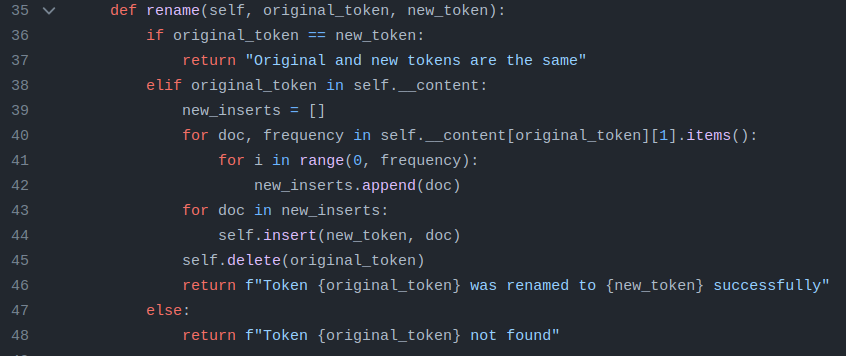 35 def rename(self, original_token, new_token):
36 if original_token == new_token:
37 return "Original and new tokens are the same"
38 elif original_token in self.__content:
39 new_inserts = []
40 for doc, frequency in self.__content[original_token][1].items():
41 for i in range(0, frequency):
42 new_inserts.append(doc)
43 for doc in new_inserts:
44 self.insert(new_token, doc)
45 self.delete(original_token)
46 return f"Token {original_token} was renamed to {new_token} successfully"
47 else:
48 return f"Token {original_token} not found"